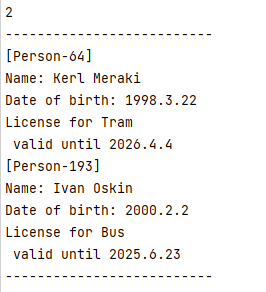 2
--------------------------
[Person-64]
Name: Kerl Meraki
Date of birth: 1998.3.22
License for Tram
 valid until 2026.4.4
[Person-193]
Name: Ivan Oskin
Date of birth: 2000.2.2
License for Bus
 valid until 2025.6.23
--------------------------